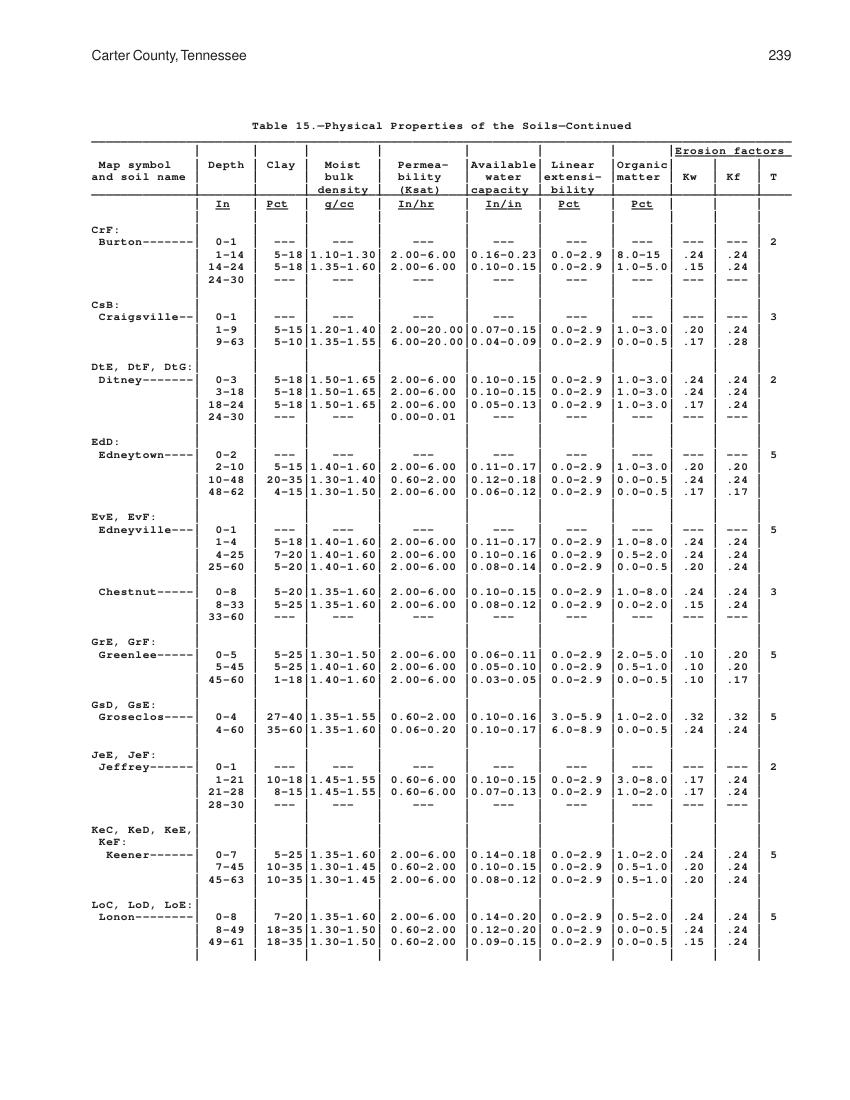 Carter County, Tennessee 239
Table 15.—Physical Properties of the Soils—Continued
Erosion factors
Map symbol | Depth | Clay | Moist | Permea- |Available| Linear |Organic|
and soil name | bulk | bility | water |extensi-|matter | Kw | Kf | T
density | (Ksat) |capacity | bility
In | Pct | g/cc | In/hr | In/in | Pct | Pct
CrF:
Burton------- | 0-1 | --- | --- | --- | --- | --- | --- | --- | --- | 2
1-14 | 5-18|1.10-1.30| 2.00-6.00 |0.16-0.23| 0.0-2.9 |8.0-15 | .24 | .24
14-24 | 5-18|1.35-1.60| 2.00-6.00 |0.10-0.15| 0.0-2.9 |1.0-5.0| .15 | .24
24-30 | --- | --- | --- | --- | --- | --- | --- | ---
CsB:
Craigsville-- | 0-1 | --- | --- | --- | --- | --- | --- | --- | --- | 3
1-9 | 5-15|1.20-1.40| 2.00-20.00|0.07-0.15| 0.0-2.9 |1.0-3.0| .20 | .24
9-63 | 5-10|1.35-1.55| 6.00-20.00|0.04-0.09| 0.0-2.9 |0.0-0.5| .17 | .28
DtE, DtF, DtG:
Ditney------- | 0-3 | 5-18|1.50-1.65| 2.00-6.00 |0.10-0.15| 0.0-2.9 |1.0-3.0| .24 | .24 | 2
3-18 | 5-18|1.50-1.65| 2.00-6.00 |0.10-0.15| 0.0-2.9 |1.0-3.0| .24 | .24
18-24 | 5-18|1.50-1.65| 2.00-6.00 |0.05-0.13| 0.0-2.9 |1.0-3.0| .17 | .24
24-30 | --- | --- | 0.00-0.01 | --- | --- | --- | --- | ---
EdD:
Edneytown---- | 0-2 | --- | --- | --- | --- | --- | --- | --- | --- | 5
2-10 | 5-15|1.40-1.60| 2.00-6.00 |0.11-0.17| 0.0-2.9 |1.0-3.0| .20 | .20
10-48 | 20-35|1.30-1.40| 0.60-2.00 |0.12-0.18| 0.0-2.9 |0.0-0.5| .24 | .24
48-62 | 4-15|1.30-1.50| 2.00-6.00 |0.06-0.12| 0.0-2.9 |0.0-0.5| .17 | .17
EvE, EvF:
Edneyville--- | 0-1 | --- | --- | --- | --- | --- | --- | --- | --- | 5
1-4 | 5-18|1.40-1.60| 2.00-6.00 |0.11-0.17| 0.0-2.9 |1.0-8.0| .24 | .24
4-25 | 7-20|1.40-1.60| 2.00-6.00 |0.10-0.16| 0.0-2.9 |0.5-2.0| .24 | .24
25-60 | 5-20|1.40-1.60| 2.00-6.00 |0.08-0.14| 0.0-2.9 |0.0-0.5| .20 | .24
Chestnut----- | 0-8 | 5-20|1.35-1.60| 2.00-6.00 |0.10-0.15| 0.0-2.9 |1.0-8.0| .24 | .24 | 3
8-33 | 5-25|1.35-1.60| 2.00-6.00 |0.08-0.12| 0.0-2.9 |0.0-2.0| .15 | .24
33-60 | --- | --- | --- | --- | --- | --- | --- | ---
GrE, GrF:
Greenlee----- | 0-5 | 5-25|1.30-1.50| 2.00-6.00 |0.06-0.11| 0.0-2.9 |2.0-5.0| .10 | .20 | 5
5-45 | 5-25|1.40-1.60| 2.00-6.00 |0.05-0.10| 0.0-2.9 |0.5-1.0| .10 | .20
45-60 | 1-18|1.40-1.60| 2.00-6.00 |0.03-0.05| 0.0-2.9 |0.0-0.5| .10 | .17
GsD, GsE:
Groseclos---- | 0-4 | 27-40|1.35-1.55| 0.60-2.00 |0.10-0.16| 3.0-5.9 |1.0-2.0| .32 | .32 | 5
4-60 | 35-60|1.35-1.60| 0.06-0.20 |0.10-0.17| 6.0-8.9 |0.0-0.5| .24 | .24
JeE, JeF:
Jeffrey------ | 0-1 | --- | --- | --- | --- | --- | --- | --- | --- | 2
1-21 | 10-18|1.45-1.55| 0.60-6.00 |0.10-0.15| 0.0-2.9 |3.0-8.0| .17 | .24
21-28 | 8-15|1.45-1.55| 0.60-6.00 |0.07-0.13| 0.0-2.9 |1.0-2.0| .17 | .24
28-30 | --- | --- | --- | --- | --- | --- | --- | ---
KeC, KeD, KeE,
KeF:
Keener------ | 0-7 | 5-25|1.35-1.60| 2.00-6.00 |0.14-0.18| 0.0-2.9 |1.0-2.0| .24 | .24 | 5
7-45 | 10-35|1.30-1.45| 0.60-2.00 |0.10-0.15| 0.0-2.9 |0.5-1.0| .20 | .24
45-63 | 10-35|1.30-1.45| 2.00-6.00 |0.08-0.12| 0.0-2.9 |0.5-1.0| .20 | .24
LoC, LoD, LoE:
Lonon-------- | 0-8 | 7-20|1.35-1.60| 2.00-6.00 |0.14-0.20| 0.0-2.9 |0.5-2.0| .24 | .24 | 5
8-49 | 18-35|1.30-1.50| 0.60-2.00 |0.12-0.20| 0.0-2.9 |0.0-0.5| .24 | .24
49-61 | 18-35|1.30-1.50| 0.60-2.00 |0.09-0.15| 0.0-2.9 |0.0-0.5| .15 | .24